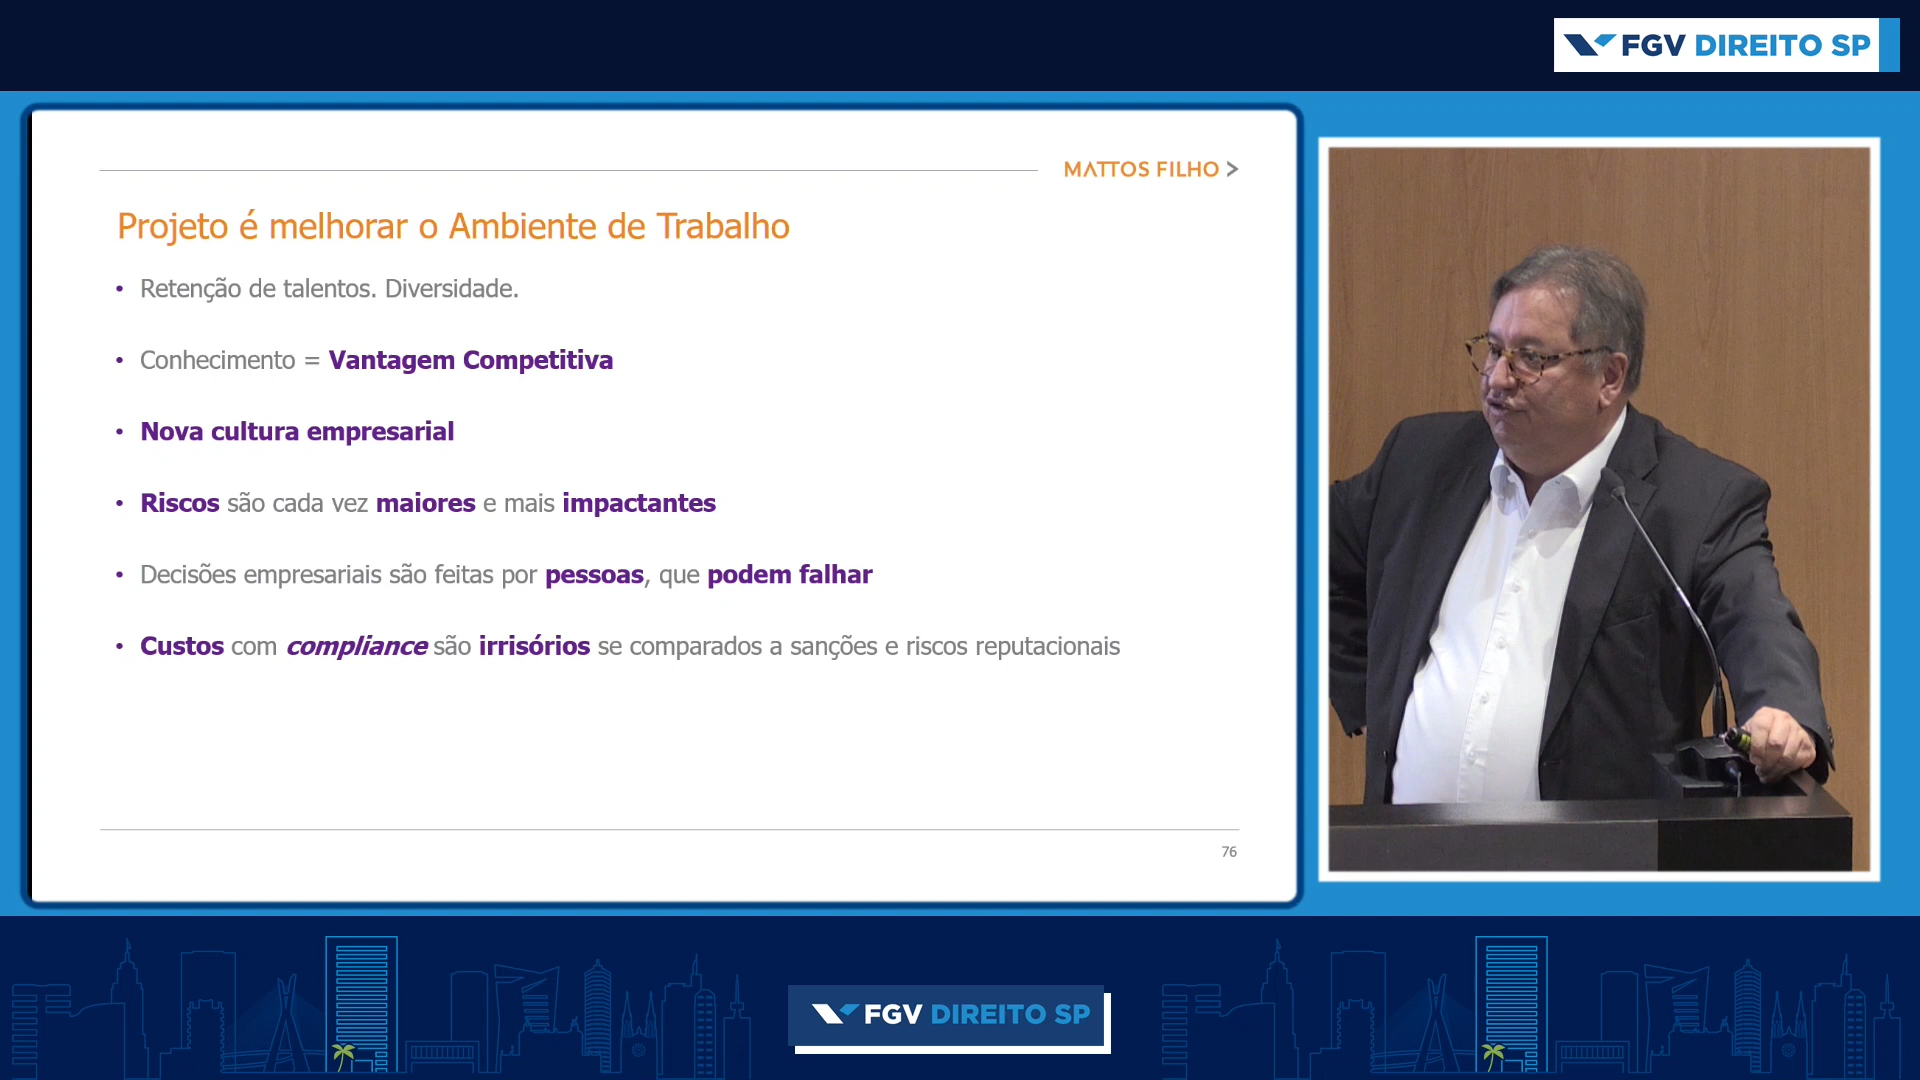 FGV DIREITO SP
MATTOS FILHO >
Projeto é melhorar o Ambiente de Trabalho
• Retenção de talentos. Diversidade.
• Conhecimento = Vantagem Competitiva
• Nova cultura empresarial
• Riscos são cada vez maiores e mais impactantes
• Decisões empresariais são feitas por pessoas, que podem falhar
• Custos com compliance são irrisórios se comparados a sanções e riscos reputacionais
76
FGV DIREITO SP